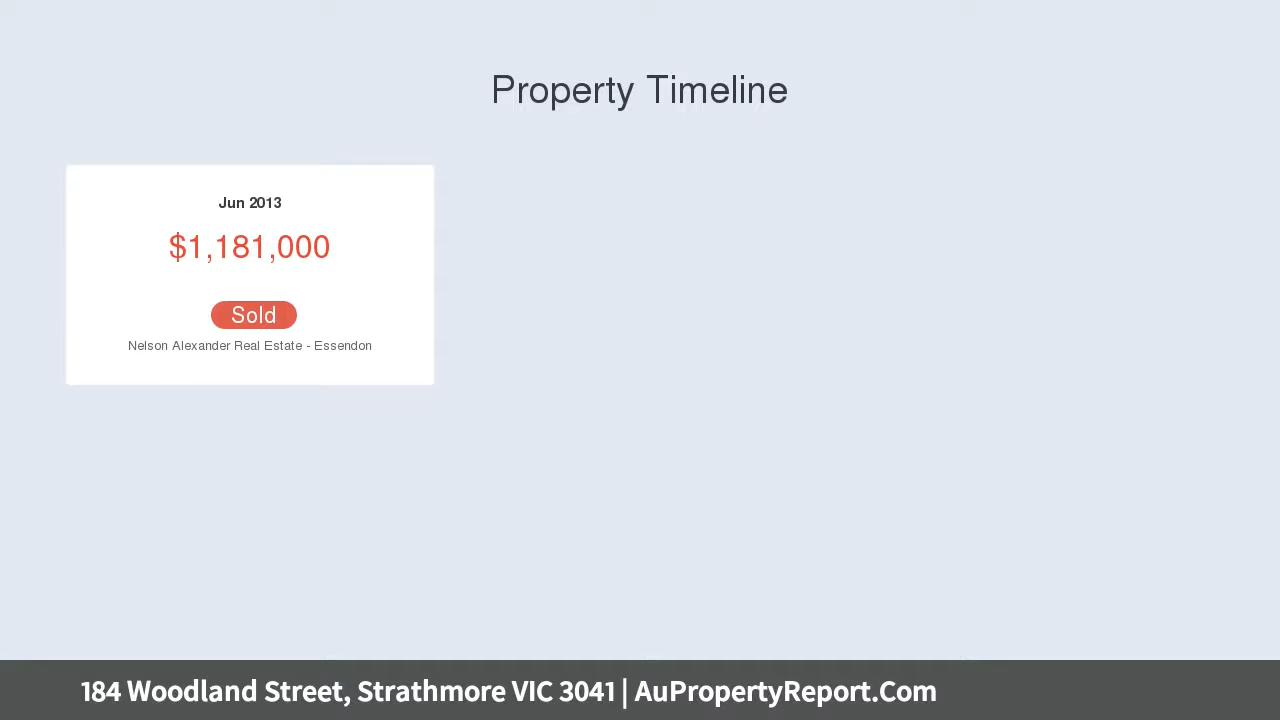 Property Timeline
Jun 2013
$1,181,000
Sold
Nelson Alexander Real Estate - Essendon
184 Woodland Street, Strathmore VIC 3041 | AuPropertyReport.Com